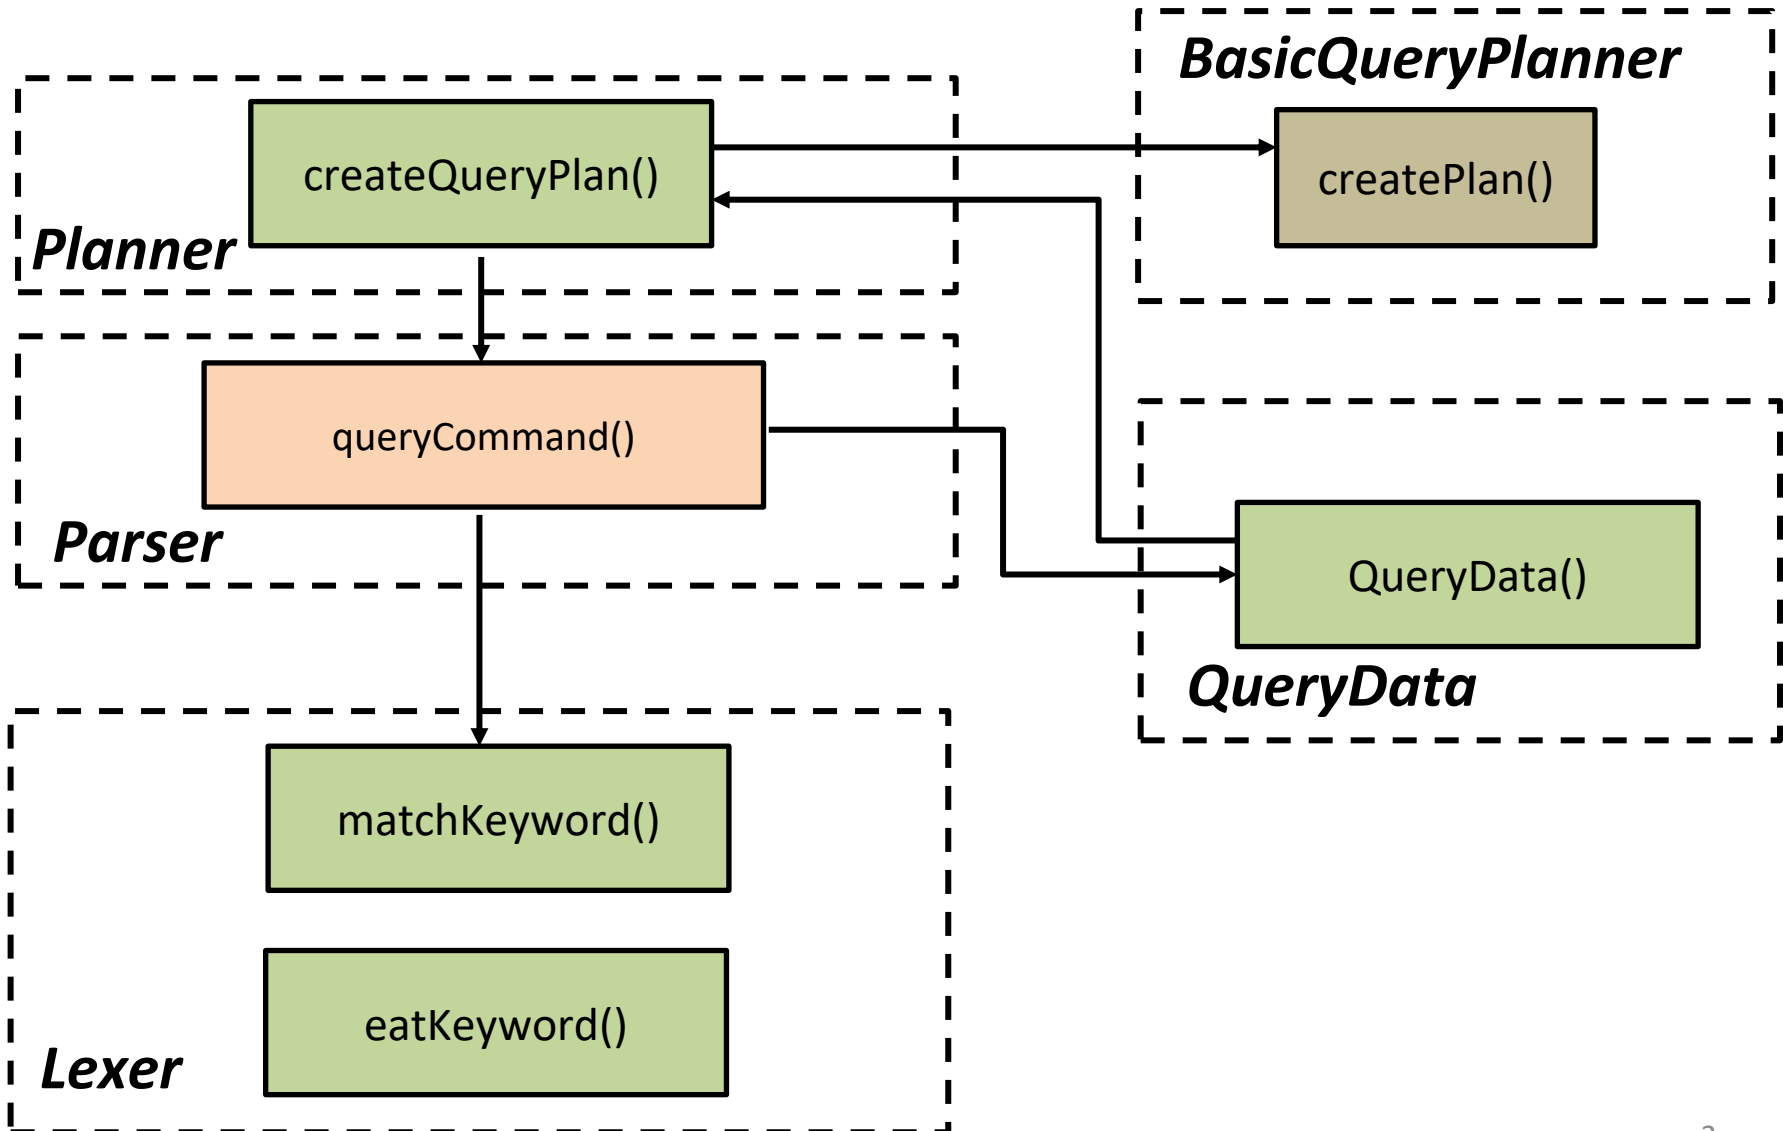 BasicQueryPlanner
createPlan()
createQueryPlan()
Planner
queryCommand()
Parser
QueryData()
QueryData
matchKeyword()
eatKeyword()
Lexer